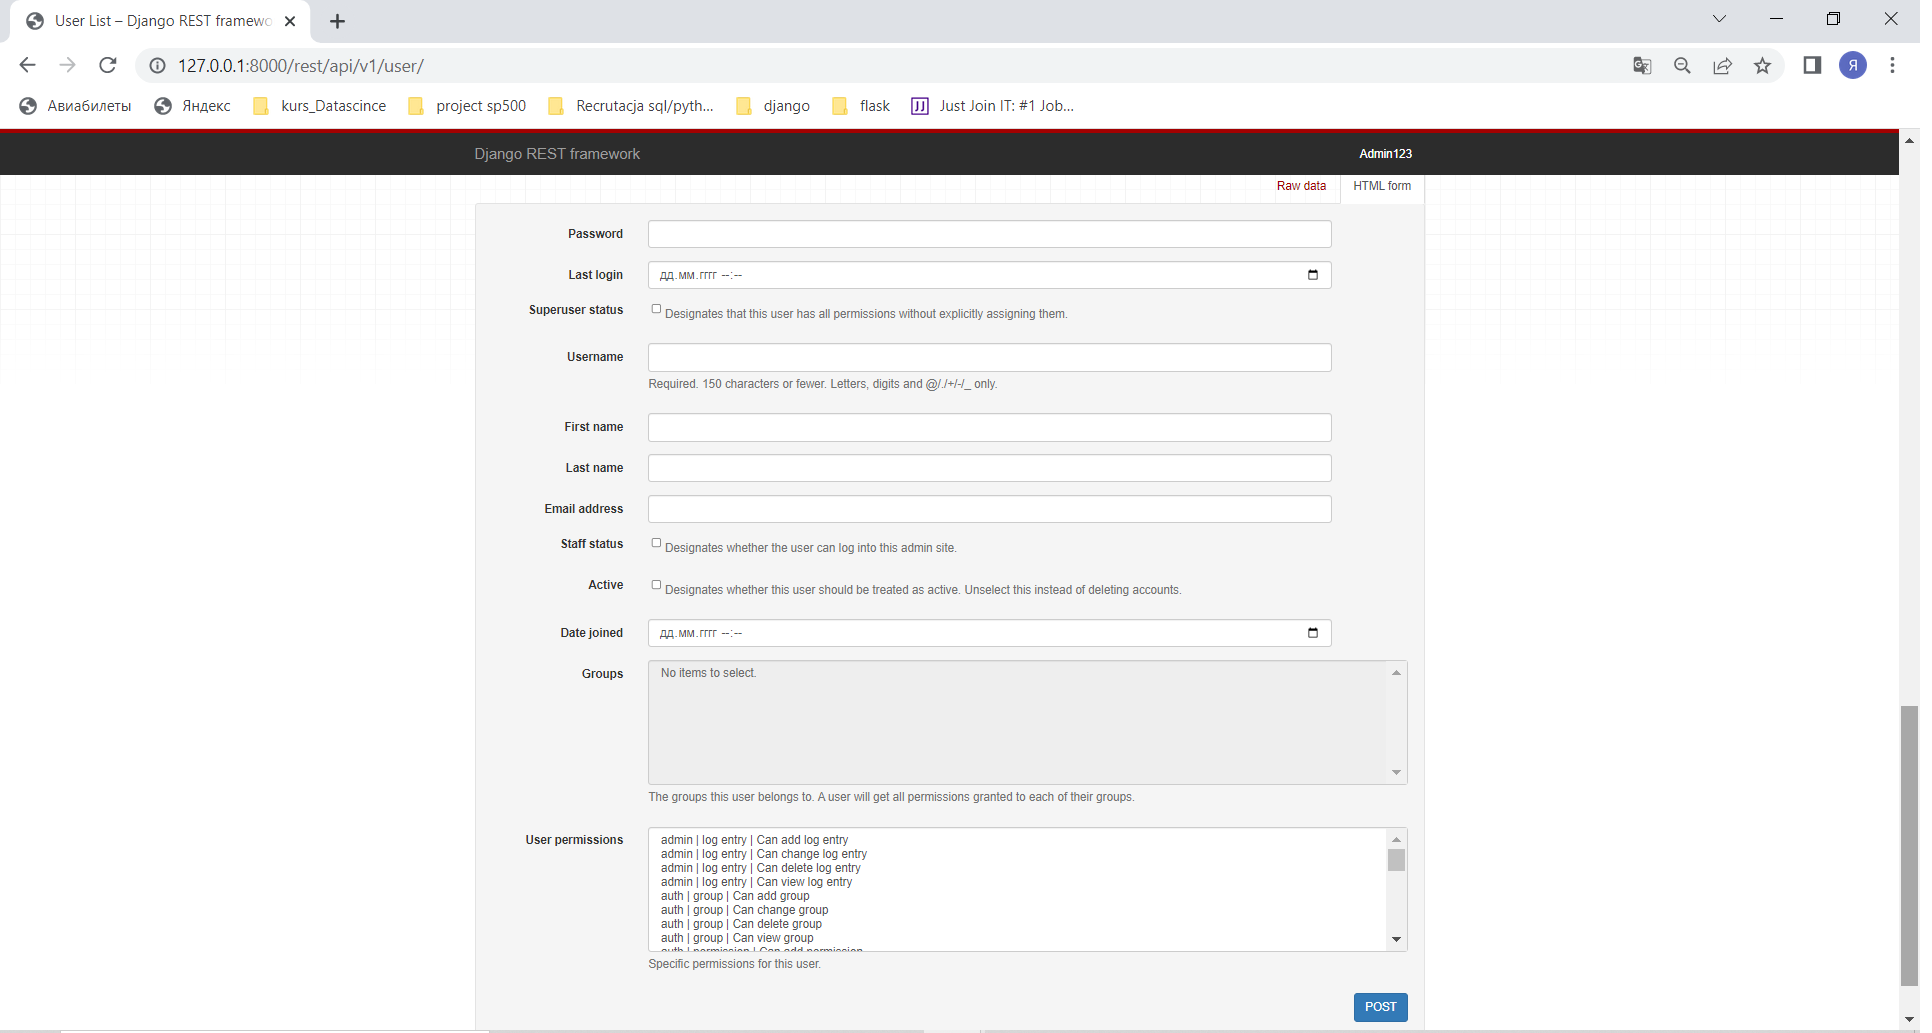 User List – Django REST framewo
127.0.0.1:8000/rest/api/v1/user/
Я
Авиабилеты
Яндекс
kurs_Datascince
project sp500
Recrutacja sql/pyth...
django
flask
JJ
Just Join IT: #1 Job...
Django REST framework
Admin123
Raw data
HTML form
Password
Last login
дд.мм.гггг --:--
Superuser status
Designates that this user has all permissions without explicitly assigning them.
Username
Required. 150 characters or fewer. Letters, digits and @/./+/-/_ only.
First name
Last name
Email address
Staff status
Designates whether the user can log into this admin site.
Active
Designates whether this user should be treated as active. Unselect this instead of deleting accounts.
Date joined
дд.мм.гггг --:--
Groups
No items to select.
The groups this user belongs to. A user will get all permissions granted to each of their groups.
User permissions
admin | log entry | Can add log entry
admin | log entry | Can change log entry
admin | log entry | Can delete log entry
admin | log entry | Can view log entry
auth | group | Can add group
auth | group | Can change group
auth | group | Can delete group
auth | group | Can view group
auth | permission | Can add permission
Specific permissions for this user.
POST